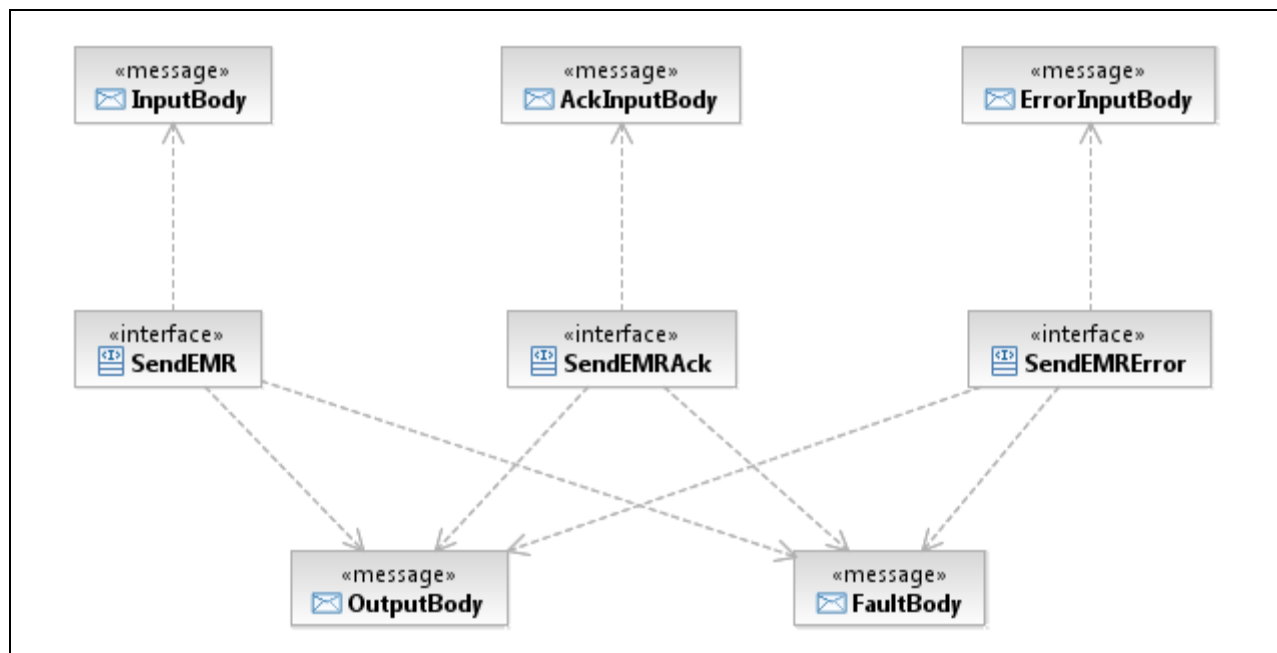 «message»
InputBody
«message»
AckInputBody
«message»
ErrorInputBody
«interface»
SendEMR
«interface»
SendEMRAck
«interface»
SendEMRError
«message»
OutputBody
«message»
FaultBody